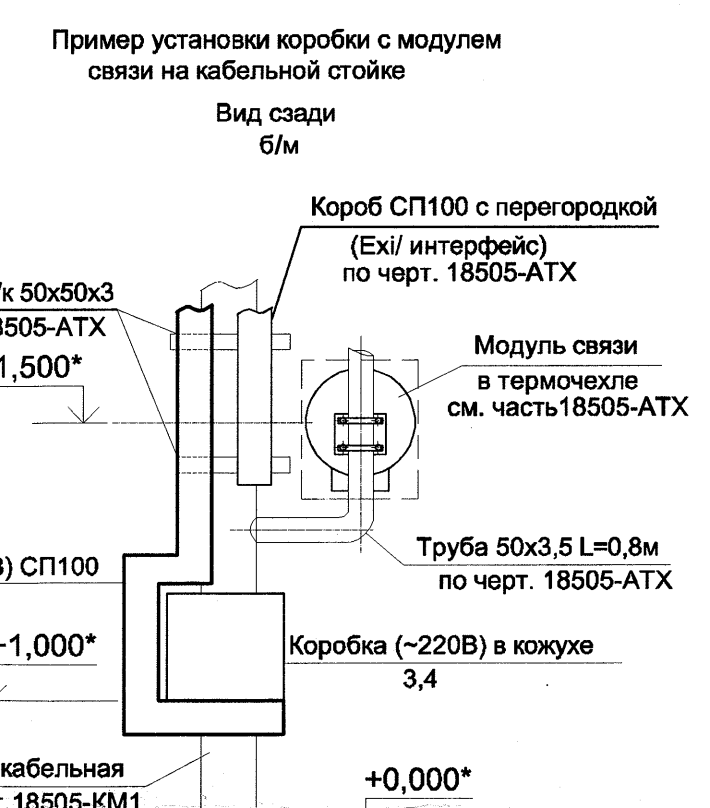 Пример установки коробки с модулем
связи на кабельной стойке
Вид сзади
б/м
Короб СП100 с перегородкой
(Exi/ интерфейс)
по черт. 18505-АТХ
/к 50х50х3
8505-АТХ
1,500*
Модуль связи
в термочехле
см. часть18505-АТХ
Труба 50х3,5 L=0,8м
по черт. 18505-АТХ
) СП100
1,000*
Коробка (~220В) в кожухе
3,4
кабельная
т.18505-КМ1
+0,000*